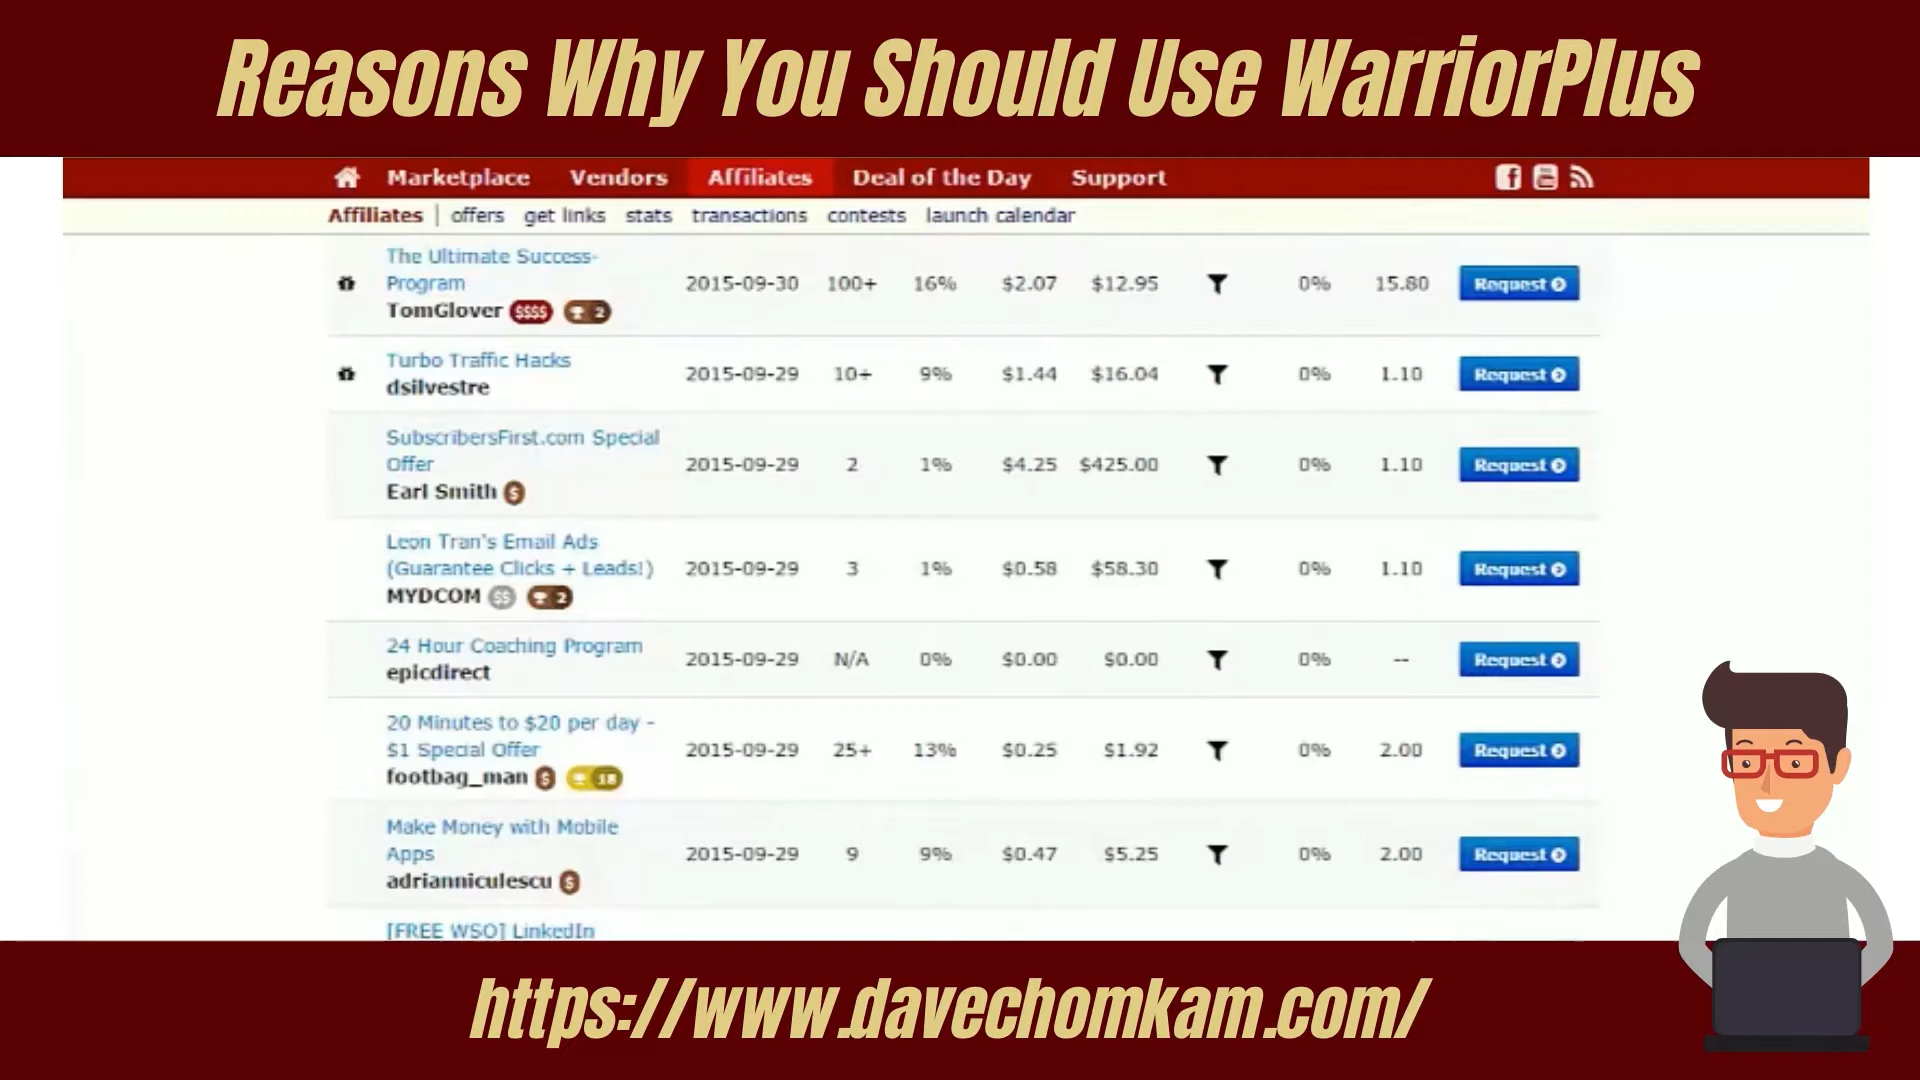 Reasons Why You Should Use WarriorPlus
Marketplace Vendors Affiliates Deal of the Day Support
Affiliates | offers get links stats transactions contests launch calendar
The Ultimate Success-
Program
TomGlover $$$$ 2
2015-09-30 100+ 16% $2.07 $12.95 0% 15.80 Request
Turbo Traffic Hacks
dsilvestre
2015-09-29 10+ 9% $1.44 $16.04 0% 1.10 Request
SubscribersFirst.com Special
Offer
Earl Smith $
2015-09-29 2 1% $4.25 $425.00 0% 1.10 Request
Leon Tran's Email Ads
(Guarantee Clicks + Leads!)
MYDCOM $$ 2
2015-09-29 3 1% $0.58 $58.30 0% 1.10 Request
24 Hour Coaching Program
epicdirect
2015-09-29 N/A 0% $0.00 $0.00 0% -- Request
20 Minutes to $20 per day -
$1 Special Offer
footbag_man $ 18
2015-09-29 25+ 13% $0.25 $1.92 0% 2.00 Request
Make Money with Mobile
Apps
adrianniculescu $
2015-09-29 9 9% $0.47 $5.25 0% 2.00 Request
[FREE WSO] LinkedIn
https://www.davechomkam.com/